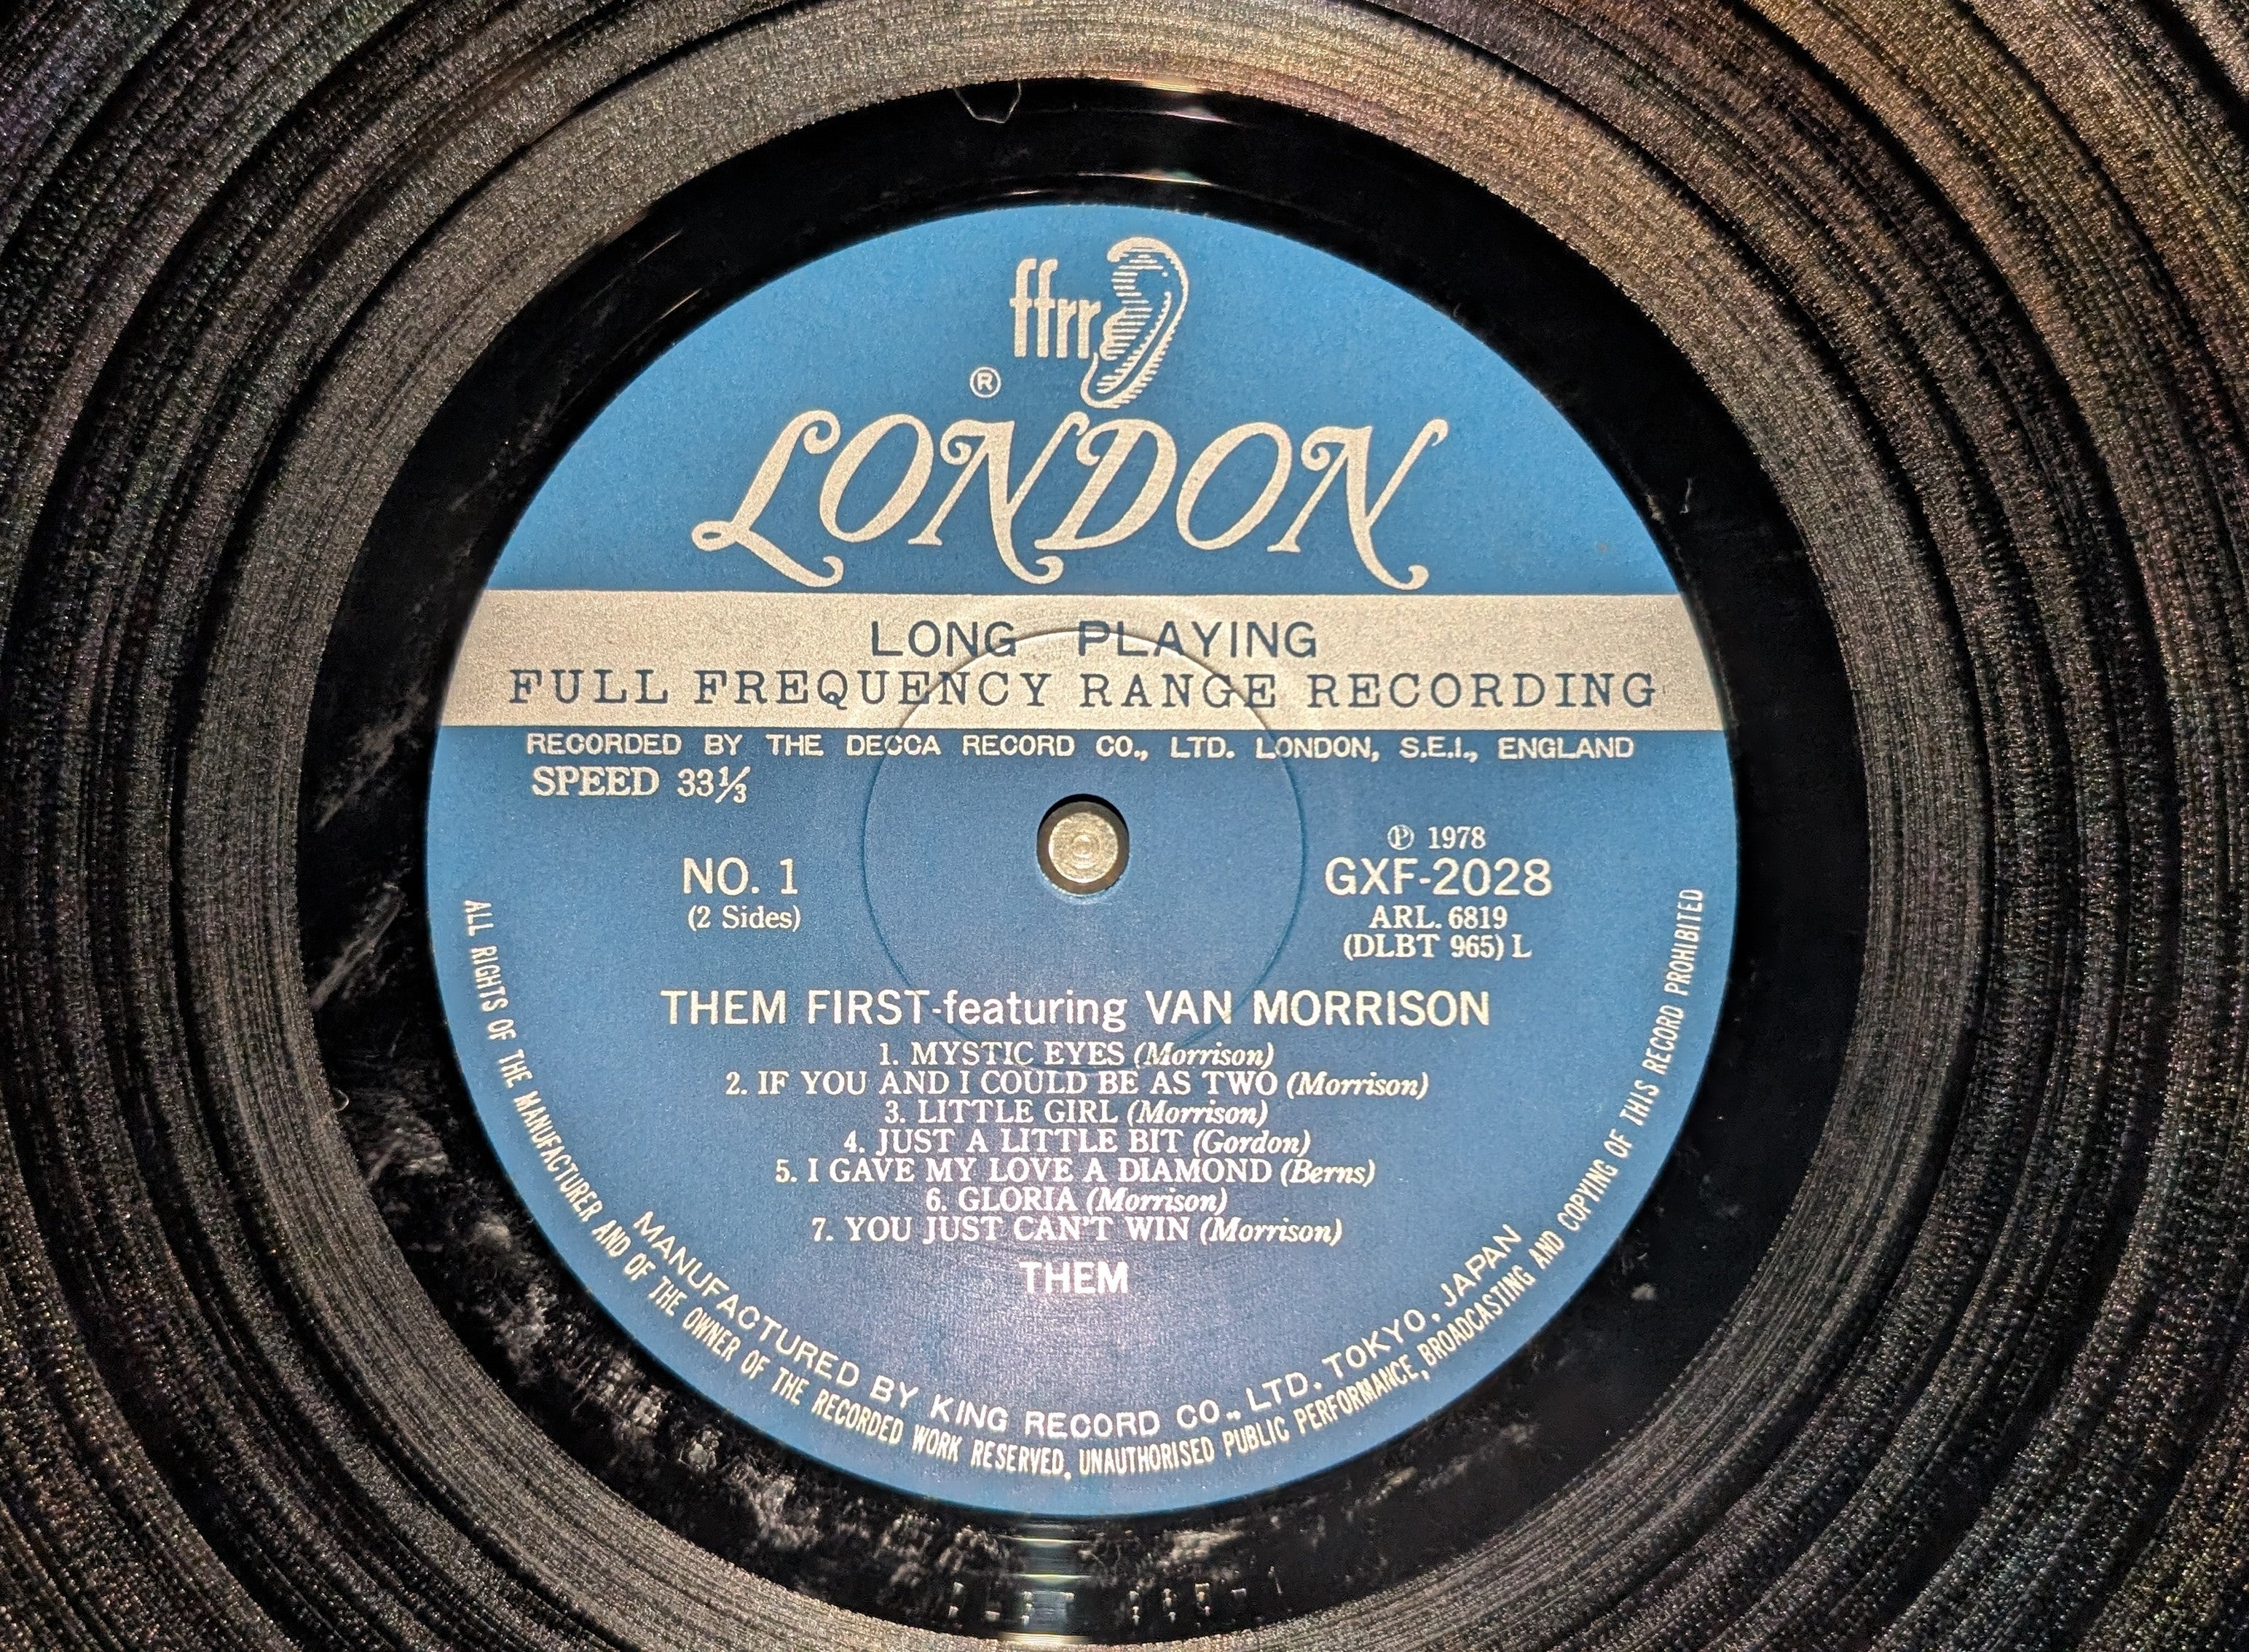 ffrr
®
LONDON
LONG PLAYING
FULL FREQUENCY RANGE RECORDING
RECORDED BY THE DECCA RECORD CO., LTD. LONDON, S.E.I., ENGLAND
SPEED 33⅓
℗ 1978
NO. 1
GXF-2028
(2 Sides)
ARL. 6819
(DLBT 965) L
THEM FIRST-featuring VAN MORRISON
1. MYSTIC EYES (Morrison)
2. IF YOU AND I COULD BE AS TWO (Morrison)
3. LITTLE GIRL (Morrison)
4. JUST A LITTLE BIT (Gordon)
5. I GAVE MY LOVE A DIAMOND (Berns)
6. GLORIA (Morrison)
7. YOU JUST CAN'T WIN (Morrison)
THEM
MANUFACTURED BY KING RECORD CO., LTD. TOKYO, JAPAN
ALL RIGHTS OF THE MANUFACTURER AND OF THE OWNER OF THE RECORDED WORK RESERVED, UNAUTHORISED PUBLIC PERFORMANCE, BROADCASTING AND COPYING OF THIS RECORD PROHIBITED